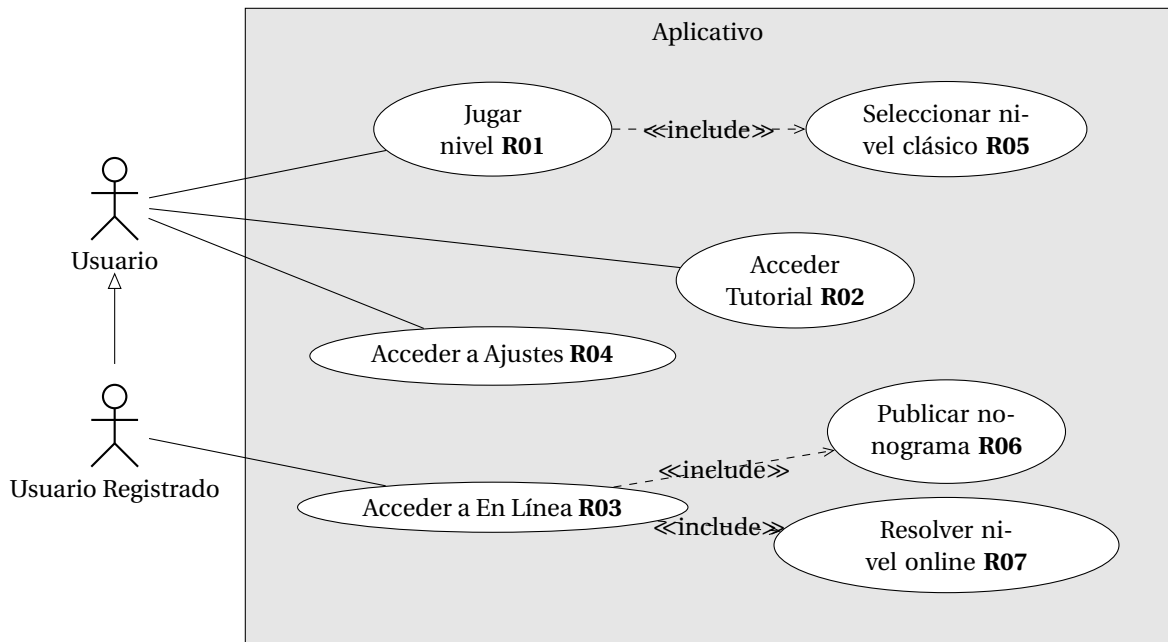 Aplicativo
Jugar
nivel R01
≪include≫
Seleccionar ni-
vel clásico R05
Usuario
Acceder
Tutorial R02
Acceder a Ajustes R04
Usuario Registrado
Publicar no-
nograma R06
≪include≫
Acceder a En Línea R03
≪include≫
Resolver ni-
vel online R07